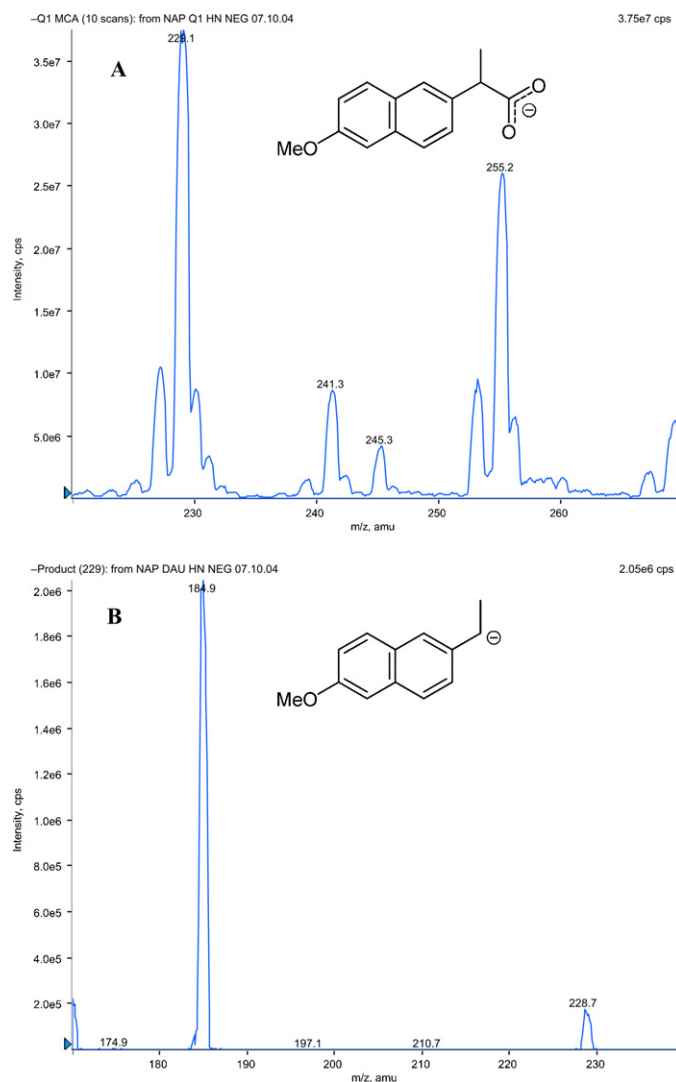 –Q1 MCA (10 scans): from NAP Q1 HN NEG 07.10.04 3.75e7 cps
229.1
3.5e7
A
O
⊖
O
3.0e7
MeO
255.2
2.5e7
2.0e7
Intensity, cps
1.5e7
1.0e7
241.3
245.3
5.0e6
230 240 250 260
m/z, amu
–Product (229): from NAP DAU HN NEG 07.10.04 2.05e6 cps
184.9
2.0e6
B
1.8e6
⊖
1.6e6
MeO
1.4e6
1.2e6
Intensity, cps
1.0e6
8.0e5
6.0e5
4.0e5
2.0e5
228.7
174.9 197.1 210.7
180 190 200 210 220 230
m/z, amu